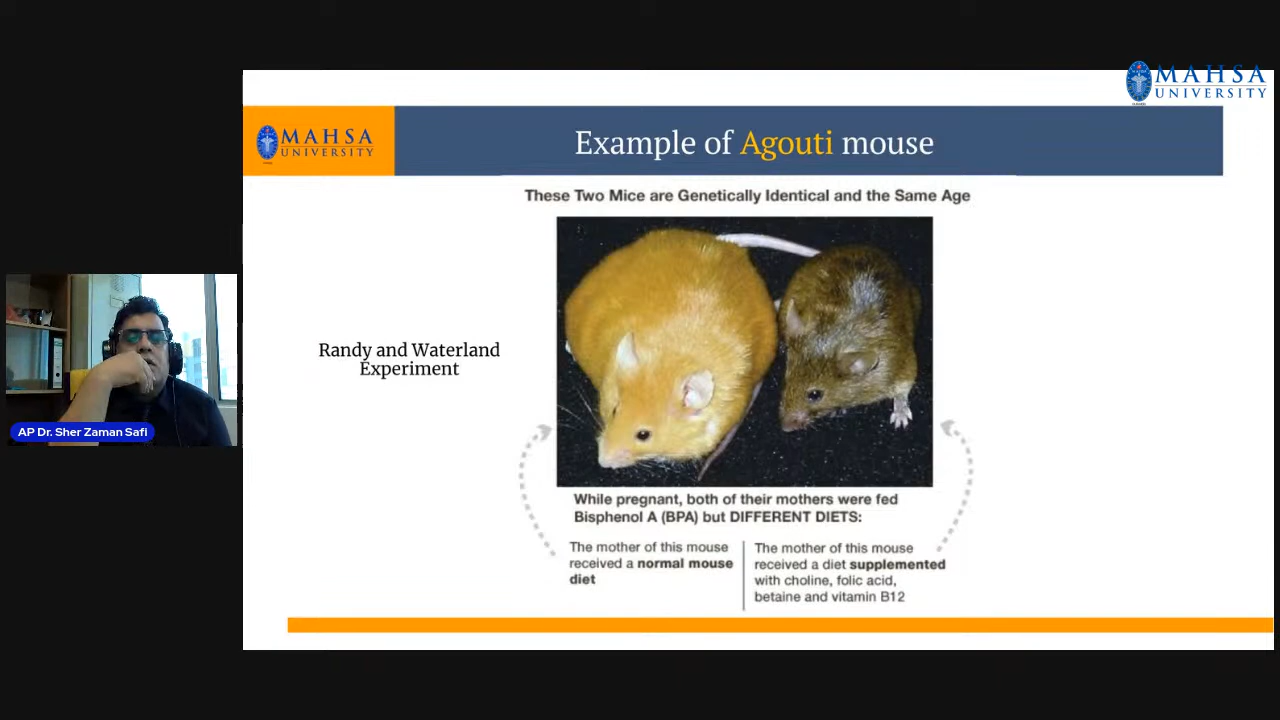 MAHSA
UNIVERSITY
MAHSA
UNIVERSITY
Example of Agouti mouse
These Two Mice are Genetically Identical and the Same Age
Randy and Waterland
Experiment
AP Dr. Sher Zaman Safi
While pregnant, both of their mothers were fed
Bisphenol A (BPA) but DIFFERENT DIETS:
The mother of this mouse
received a normal mouse
diet
The mother of this mouse
received a diet supplemented
with choline, folic acid,
betaine and vitamin B12